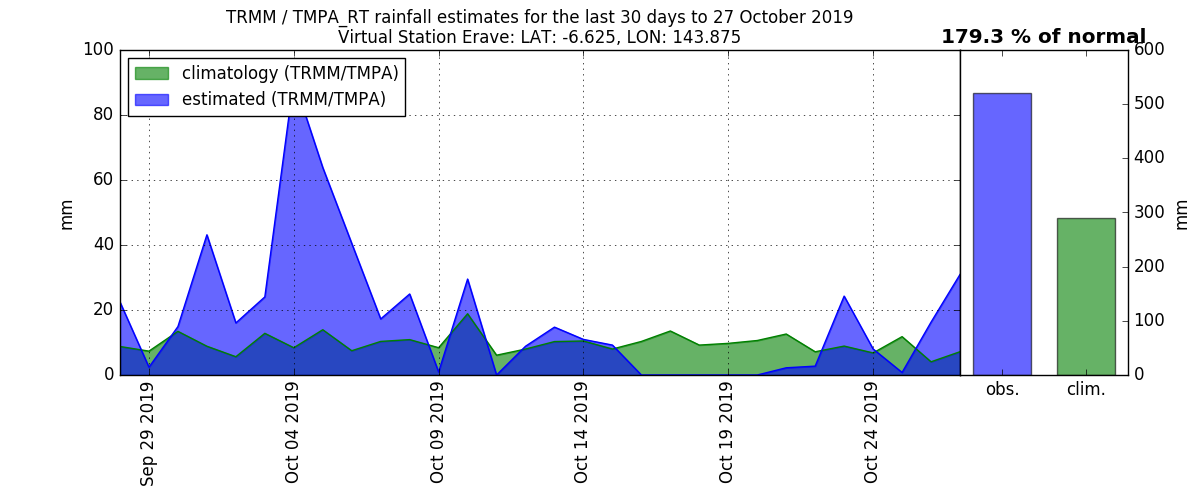 TRMM / TMPA_RT rainfall estimates for the last 30 days to 27 October 2019
Virtual Station Erave: LAT: -6.625, LON: 143.875
179.3 % of normal
climatology (TRMM/TMPA)
estimated (TRMM/TMPA)
100
80
60
40
20
0
mm
Sep 29 2019
Oct 04 2019
Oct 09 2019
Oct 14 2019
Oct 19 2019
Oct 24 2019
600
500
400
300
200
100
0
mm
obs.
clim.